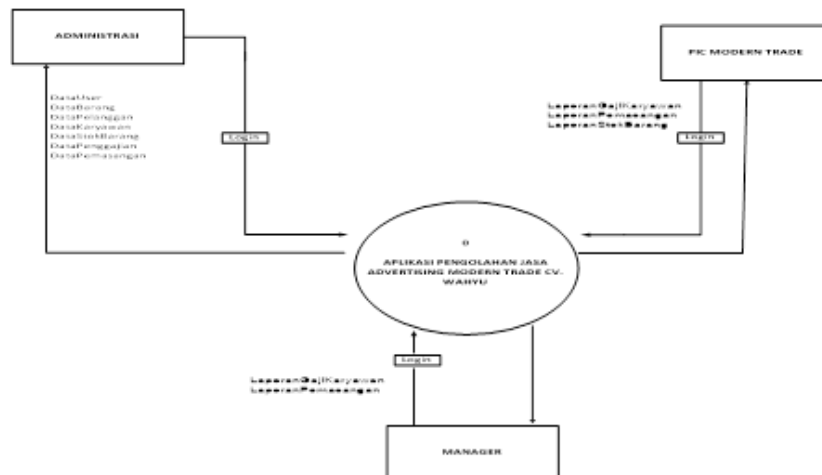 ADMINISTRASI
PIC MODERN TRADE
DataUser
DataBarang
DataPelanggan
DataKaryawan
DataStokBarang
DataPenggajian
DataPemasangan
Login
LaporanGajiKaryawan
LaporanPemasangan
LaporanStokBarang
Login
0
APLIKASI PENGOLAHAN JASA
ADVERTISING MODERN TRADE CV.
WAHYU
Login
LaporanGajiKaryawan
LaporanPemasangan
MANAGER